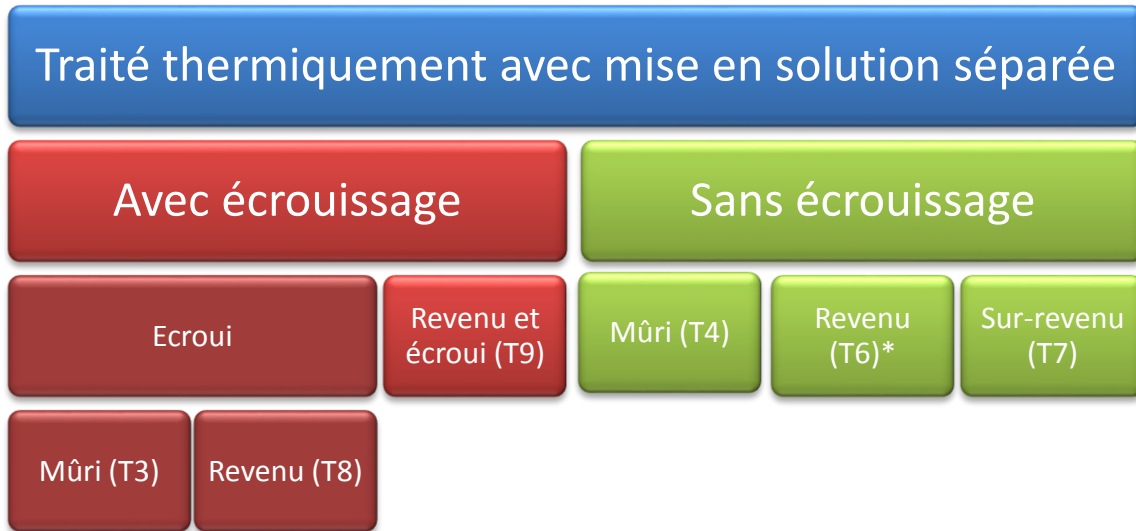 Traité thermiquement avec mise en solution séparée
Avec écrouissage
Sans écrouissage
Ecroui
Revenu et
écroui (T9)
Mûri (T4)
Revenu
(T6)*
Sur-revenu
(T7)
Mûri (T3)
Revenu (T8)